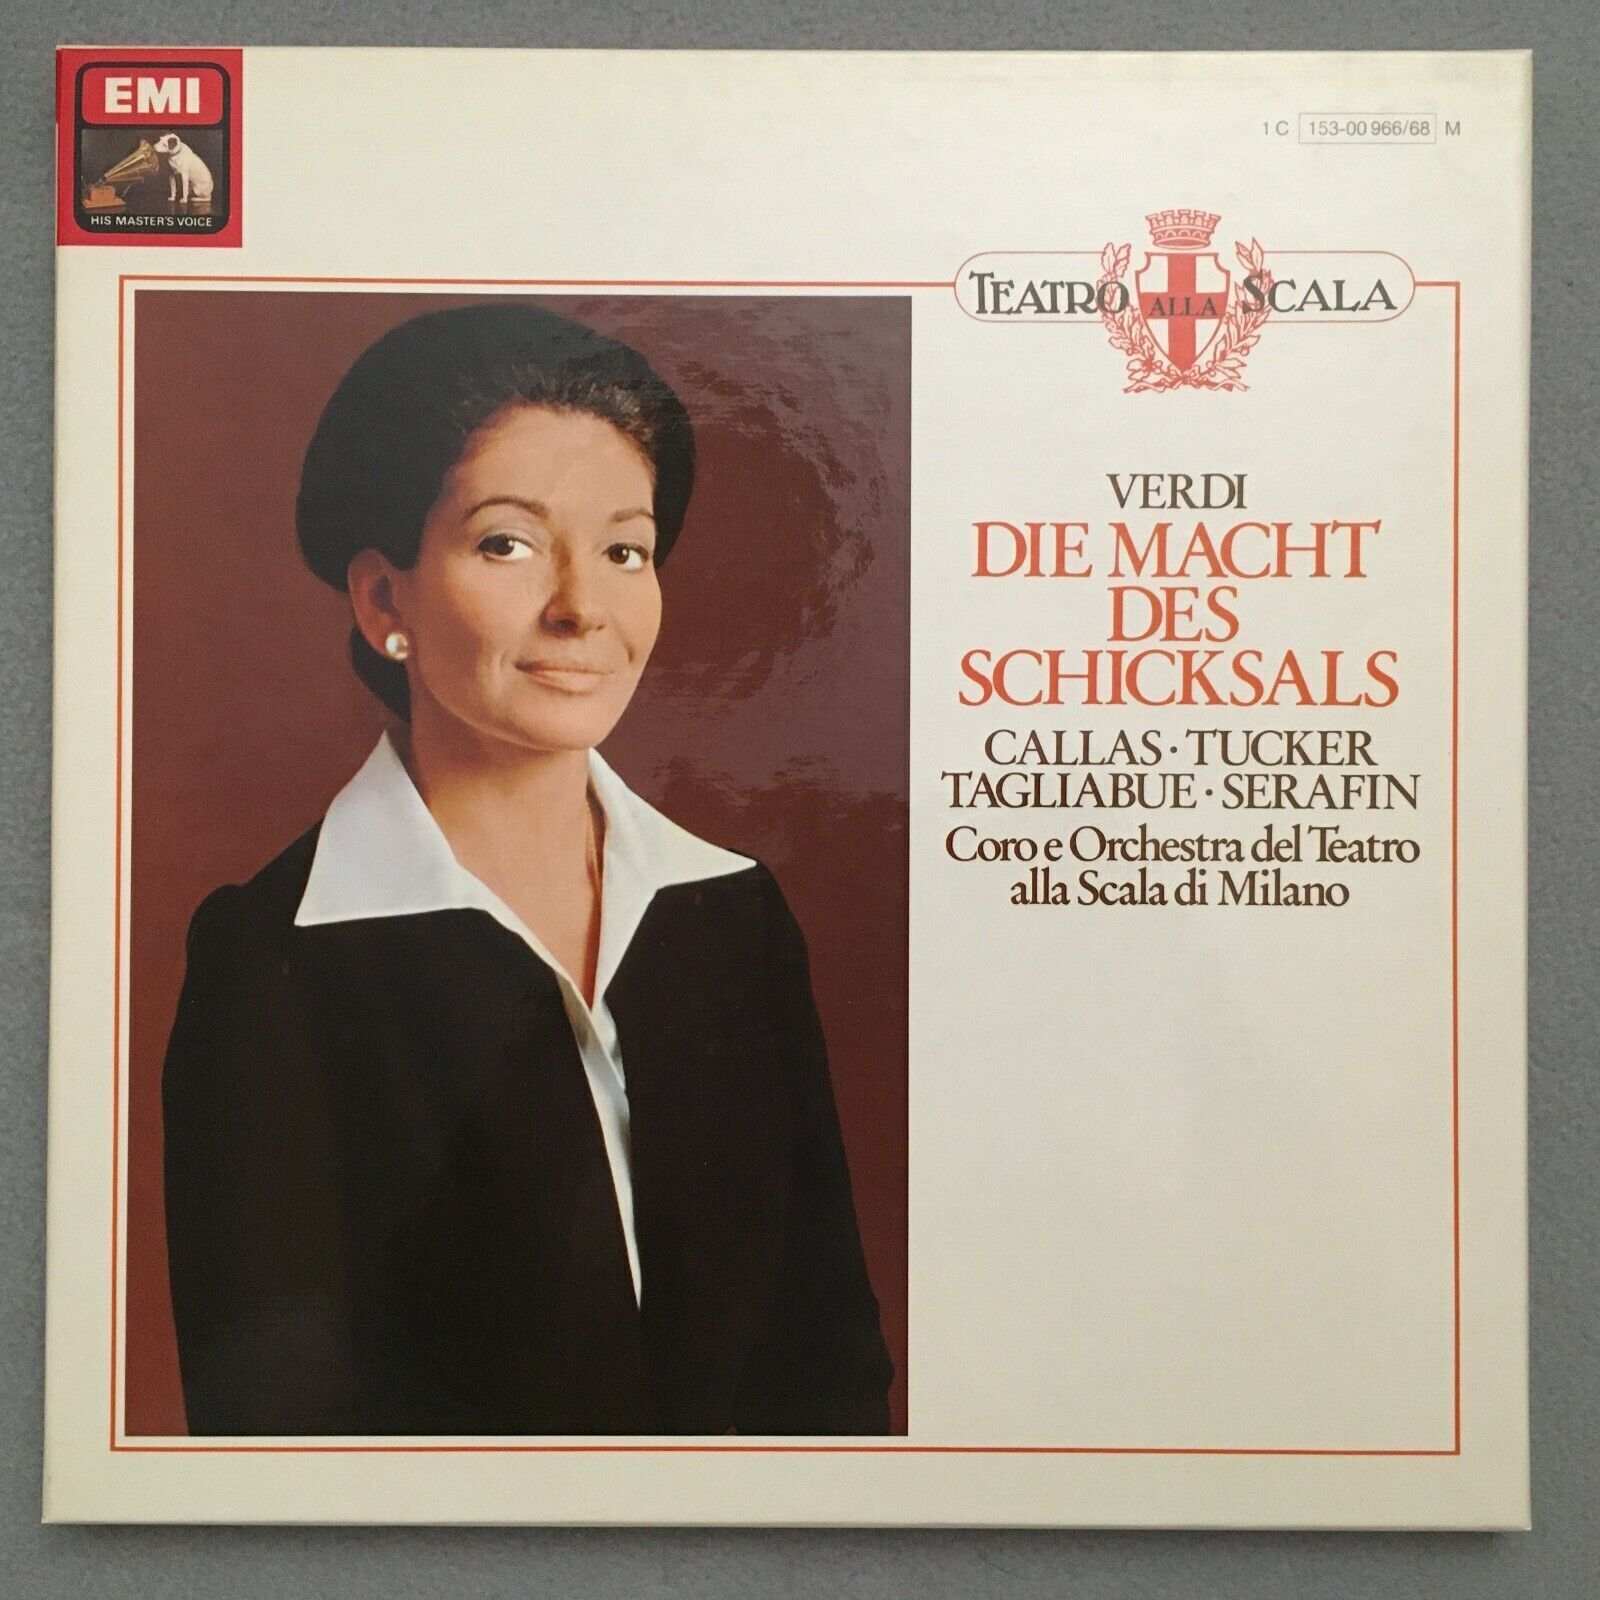 EMI
HIS MASTER'S VOICE
1 C 153-00 966/68 M
TEATRO ALLA SCALA
VERDI
DIE MACHT
DES
SCHICKSALS
CALLAS · TUCKER
TAGLIABUE · SERAFIN
Coro e Orchestra del Teatro
alla Scala di Milano